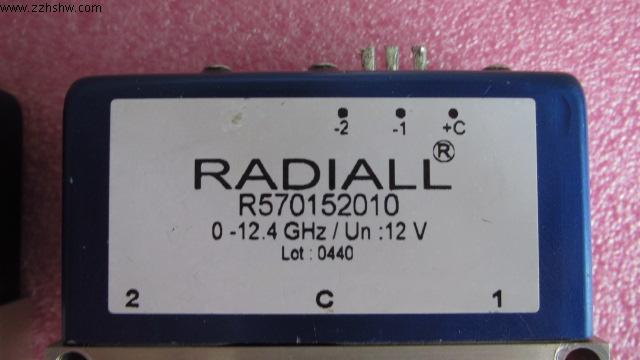 www.zzhshw.com
-2 -1 +C
RADIALL®
R570152010
0 -12.4 GHz / Un :12 V
Lot : 0440
2 C 1